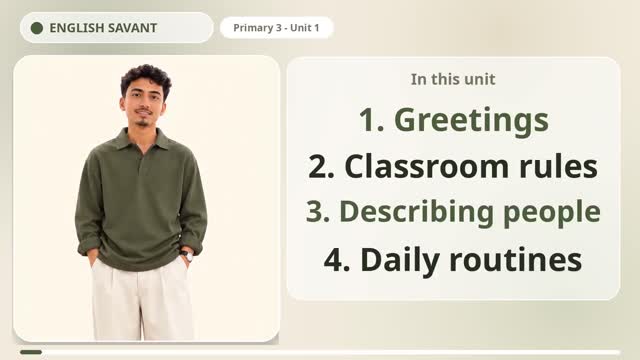 ENGLISH SAVANT
Primary 3 - Unit 1
In this unit
1. Greetings
2. Classroom rules
3. Describing people
4. Daily routines